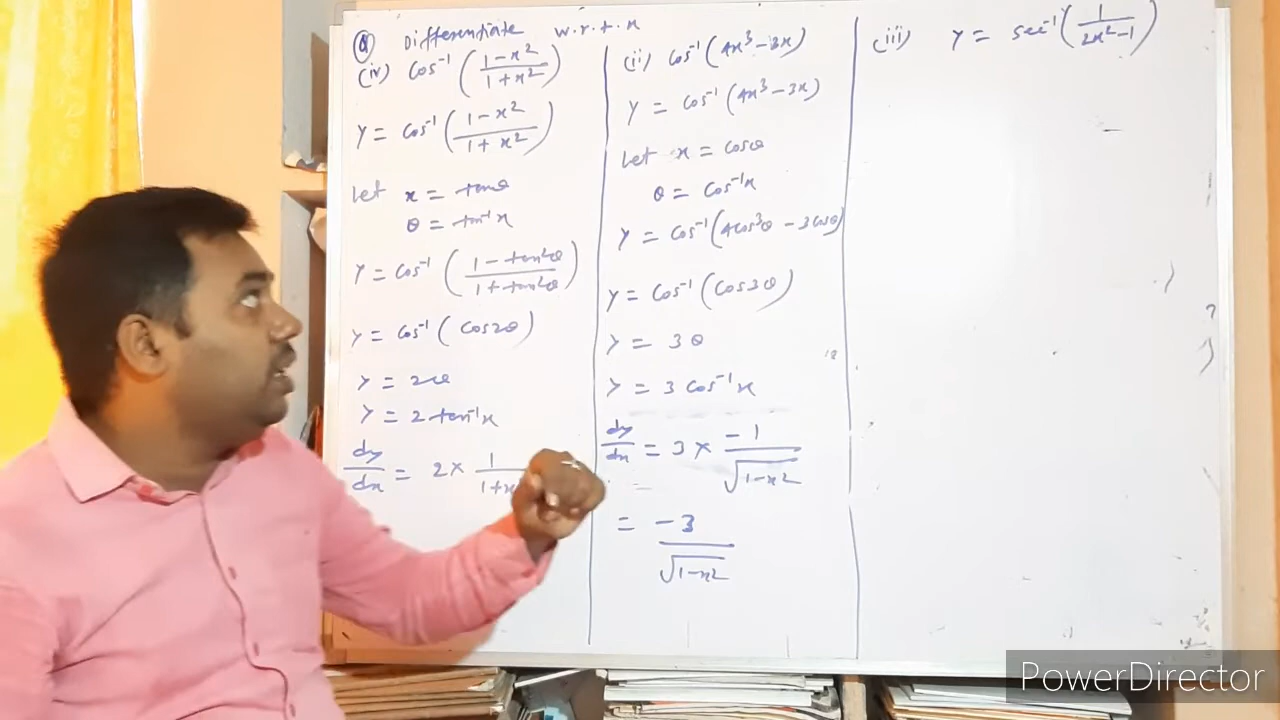 Q Differentiate w.r.t.x
(iv) Cos⁻¹ ( 1-x² / 1+x² )
Y = Cos⁻¹ ( 1-x² / 1+x² )
Let x = tanθ
θ = tan⁻¹x
Y = Cos⁻¹ ( 1-tan²θ / 1+tan²θ )
Y = Cos⁻¹ ( Cos2θ )
Y = 2θ
Y = 2 tan⁻¹x
dy/dx = 2 × 1 / 1+x
(ii) Cos⁻¹ (4x³-3x)
Y = Cos⁻¹ (4x³-3x)
Let x = Cosθ
θ = Cos⁻¹x
Y = Cos⁻¹ (4Cos³θ - 3Cosθ)
Y = Cos⁻¹ (Cos3θ)
Y = 3θ
Y = 3 Cos⁻¹x
dy/dx = 3 × -1 / √1-x²
= -3 / √1-x²
(iii) Y = Sec⁻¹ ( 1 / 2x²-1 )
PowerDirector